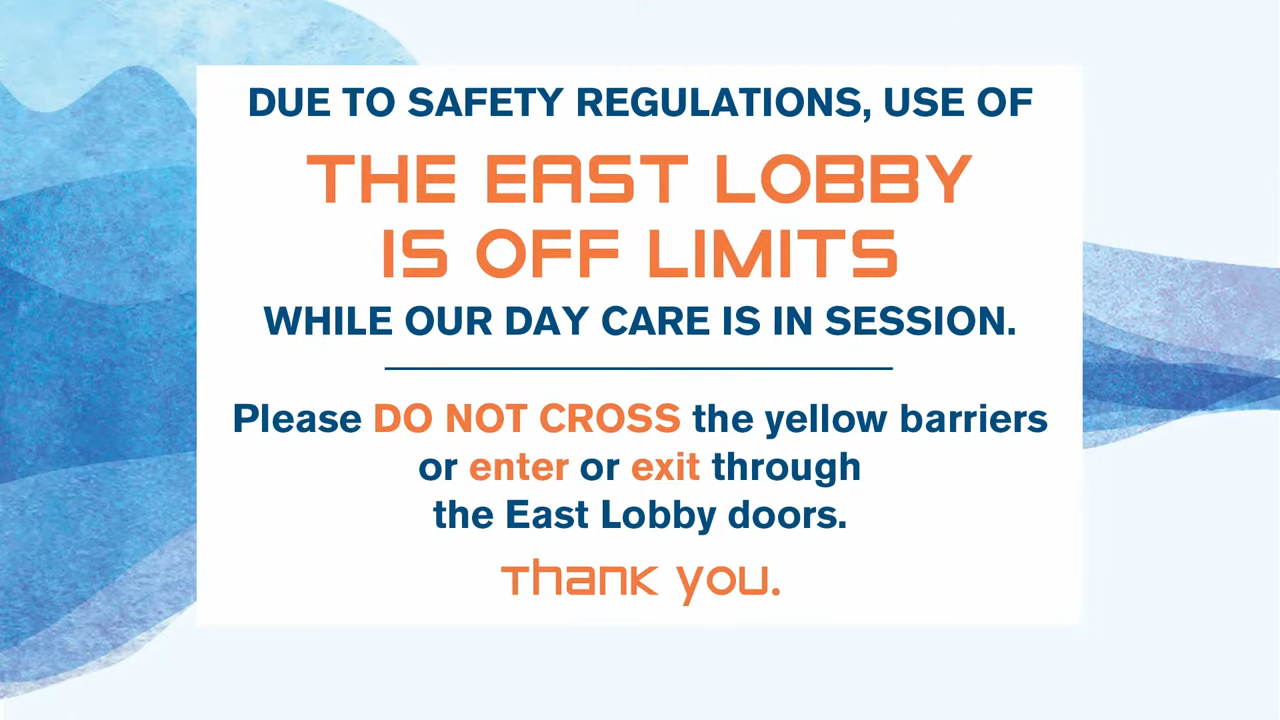 DUE TO SAFETY REGULATIONS, USE OF
THE EAST LOBBY
IS OFF LIMITS
WHILE OUR DAY CARE IS IN SESSION.
Please DO NOT CROSS the yellow barriers
or enter or exit through
the East Lobby doors.
Thank you.